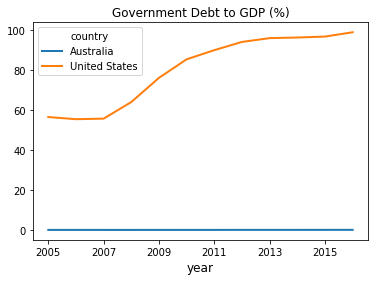 Government Debt to GDP (%)
country
Australia
United States
100
80
60
40
20
0
2005 2007 2009 2011 2013 2015
year